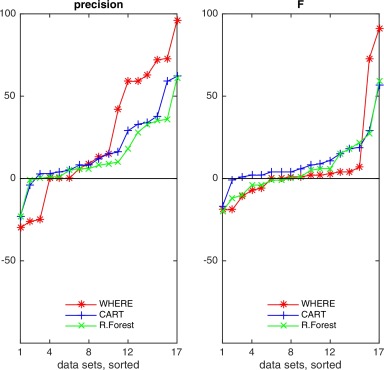 precision
100
50
0
-50
WHERE
CART
R.Forest
1 4 8 12 17
data sets, sorted
F
100
50
0
-50
WHERE
CART
R.Forest
1 4 8 12 17
data sets, sorted